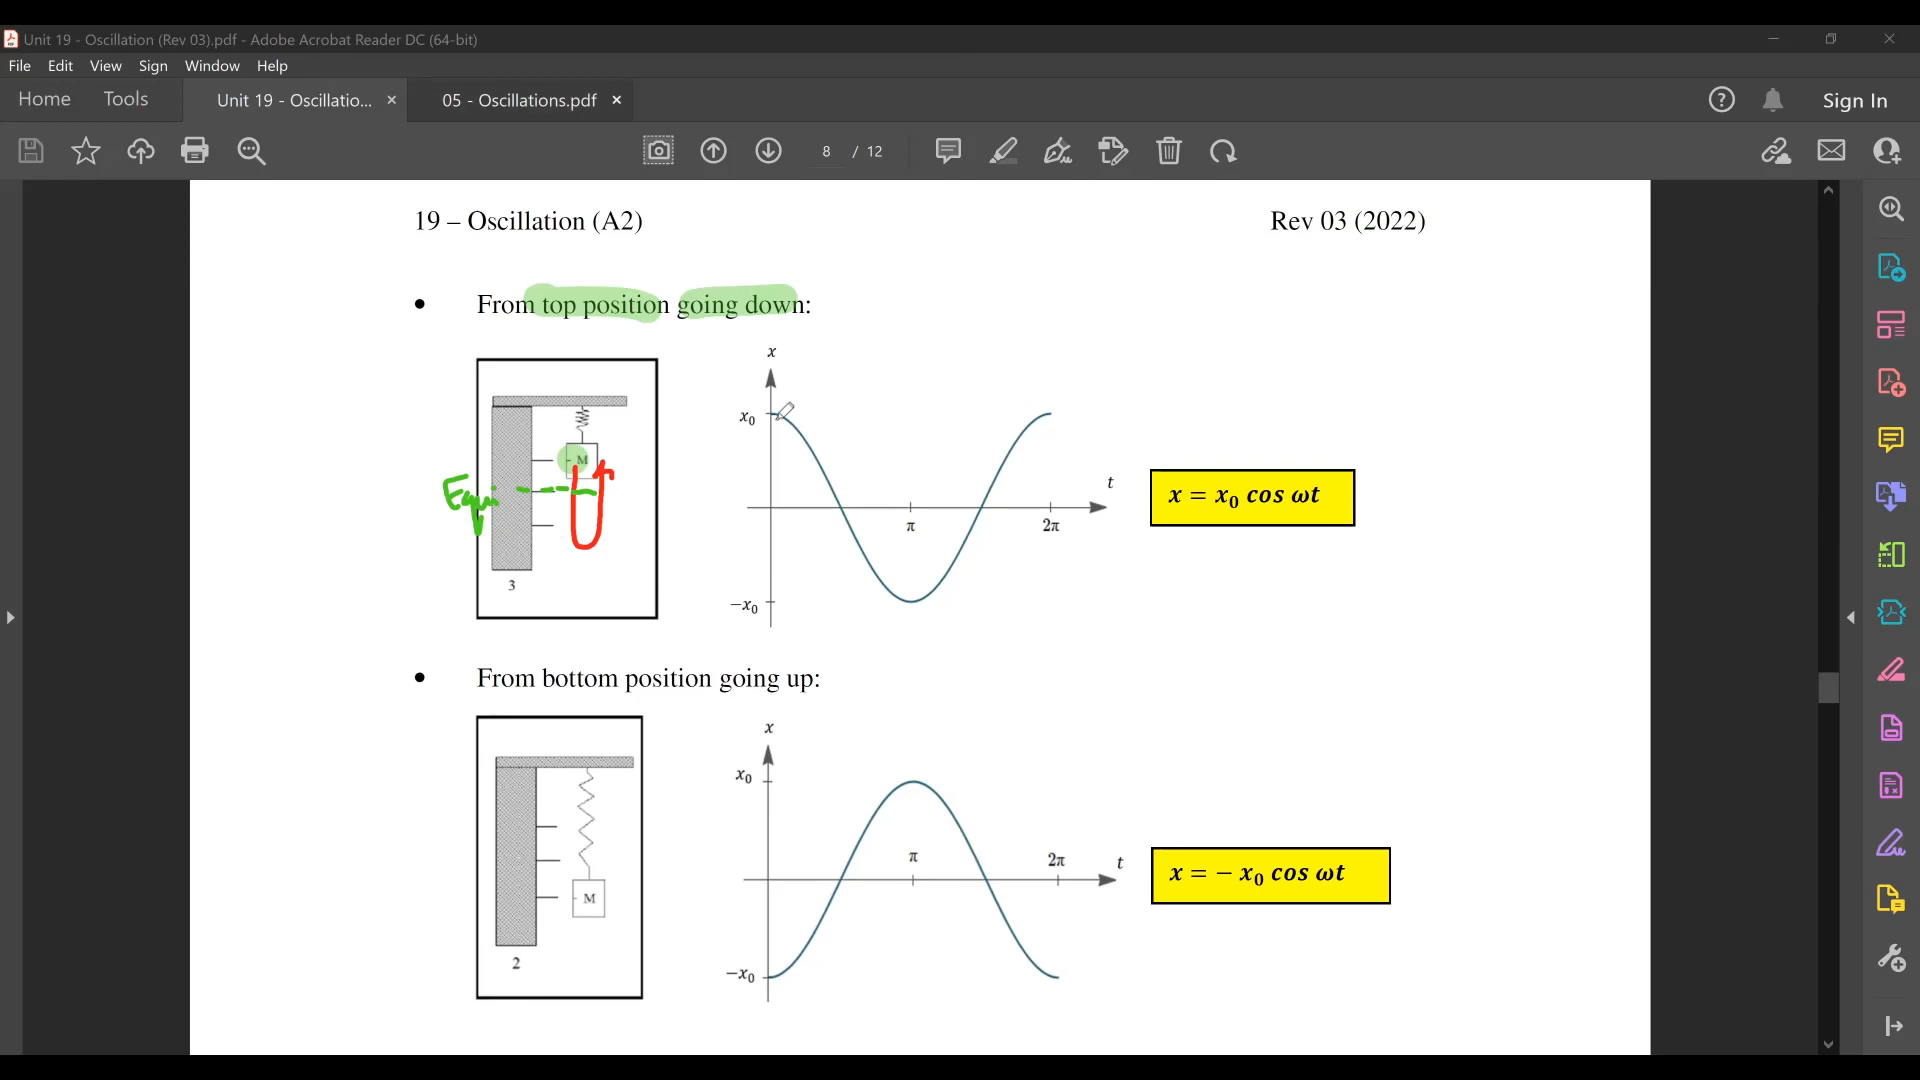 Unit 19 - Oscillation (Rev 03).pdf - Adobe Acrobat Reader DC (64-bit)
File Edit View Sign Window Help
Home Tools Unit 19 - Oscillatio... × 05 - Oscillations.pdf × Sign In
8 / 12
19 – Oscillation (A2) Rev 03 (2022)
• From top position going down:
x
x₀
M
Equi
t
x = x₀ cos ωt
π 2π
3
−x₀
• From bottom position going up:
x
x₀
π 2π t
x = − x₀ cos ωt
M
2
−x₀